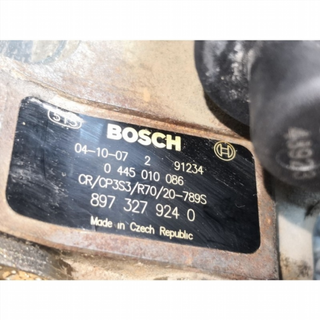 STS
BOSCH
04-10-07 2 91234
0 445 010 086
CR/CP3S3/R70/20-789S
897 327 924 0
Made in Czech Republic